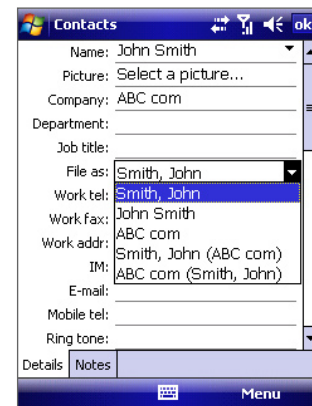 Contacts ok
Name: John Smith
Picture: Select a picture...
Company: ABC com
Department:
Job title:
File as: Smith, John
Work tel: Smith, John
Work fax: John Smith
Work addr: ABC com
IM: Smith, John (ABC com)
E-mail: ABC com (Smith, John)
Mobile tel:
Ring tone:
Details Notes
Menu